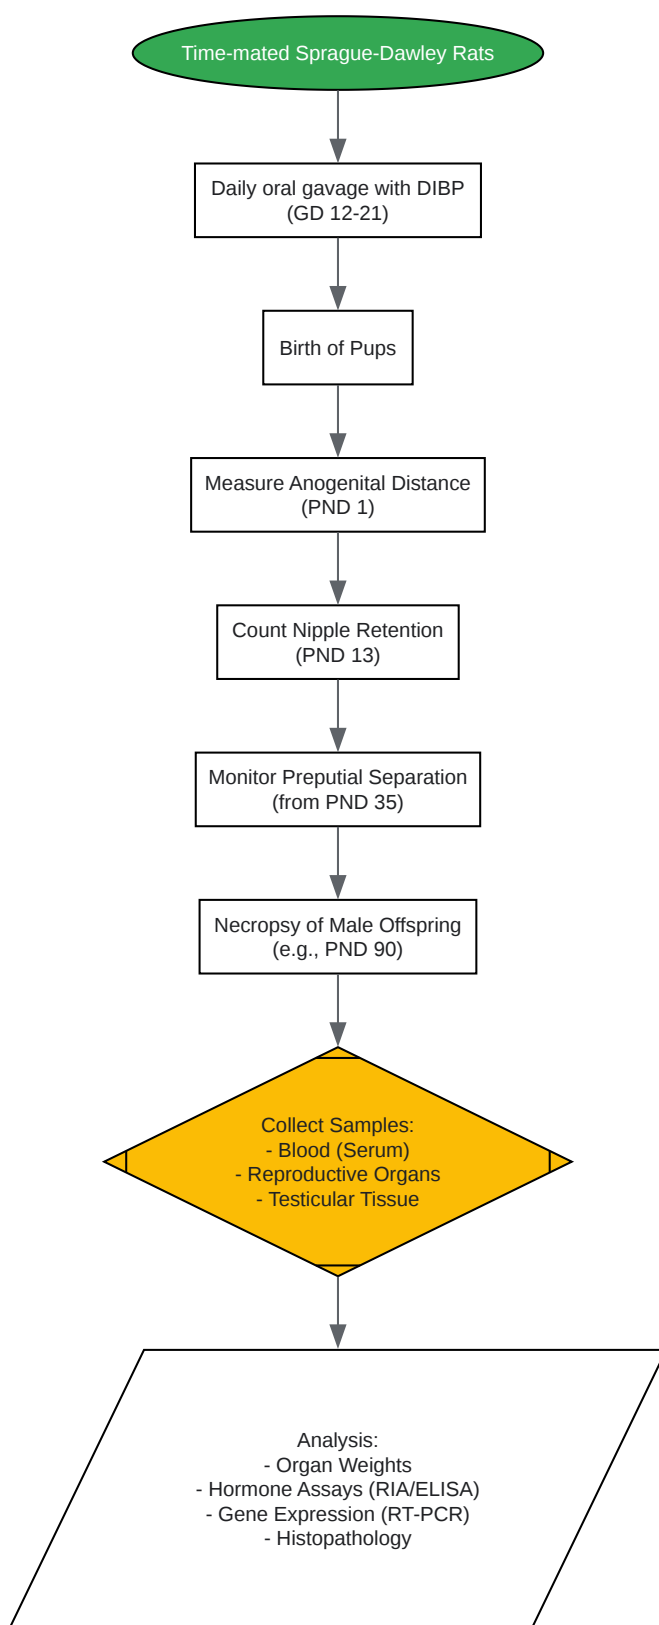 Time-mated Sprague-Dawley Rats
Daily oral gavage with DIBP
(GD 12-21)
Birth of Pups
Measure Anogenital Distance
(PND 1)
Count Nipple Retention
(PND 13)
Monitor Preputial Separation
(from PND 35)
Necropsy of Male Offspring
(e.g., PND 90)
Collect Samples:
- Blood (Serum)
- Reproductive Organs
- Testicular Tissue
Analysis:
- Organ Weights
- Hormone Assays (RIA/ELISA)
- Gene Expression (RT-PCR)
- Histopathology